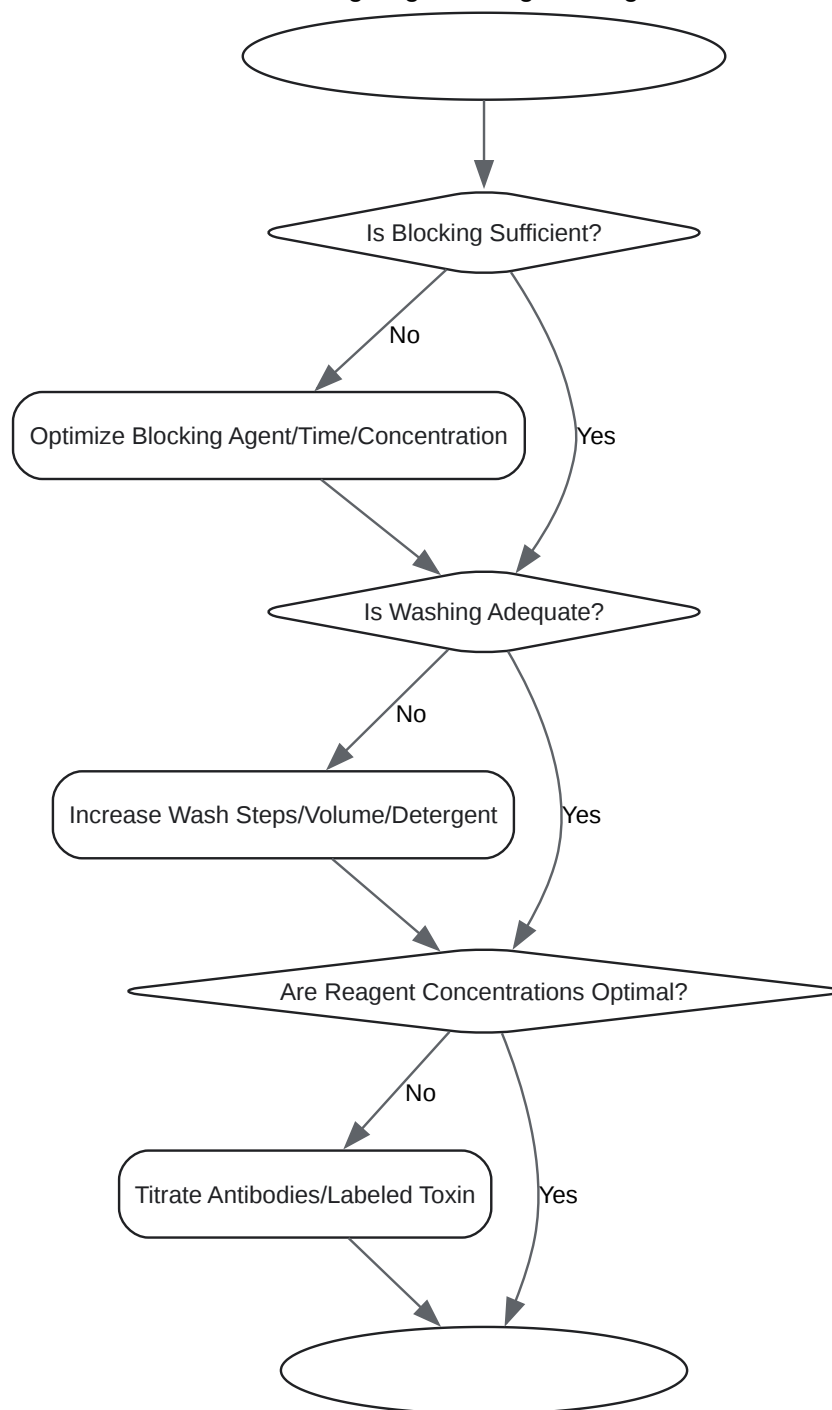 Is Blocking Sufficient?
No
Optimize Blocking Agent/Time/Concentration
Yes
Is Washing Adequate?
No
Increase Wash Steps/Volume/Detergent
Yes
Are Reagent Concentrations Optimal?
No
Titrate Antibodies/Labeled Toxin
Yes